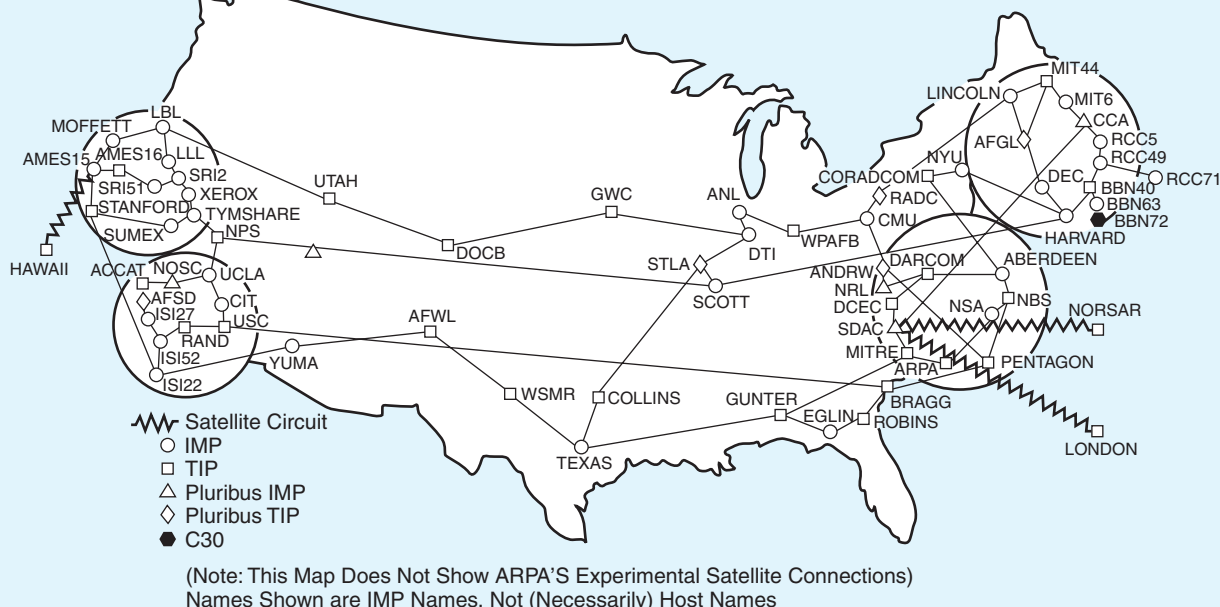 MIT44
LINCOLN
MIT6
CCA
AFGL
RCC5
RCC49
RCC71
DEC
BBN40
BBN63
BBN72
HARVARD
LBL
MOFFETT
AMES15
AMES16
LLL
SRI2
SRI51
XEROX
STANFORD
TYMSHARE
SUMEX
NPS
HAWAII
UTAH
GWC
DOCB
ANL
DTI
WPAFB
STLA
SCOTT
CORADCOM
NYU
RADC
CMU
ANDRW
DARCOM
ABERDEEN
NRL
DCEC
NSA
NBS
SDAC
NORSAR
MITRE
ARPA
PENTAGON
LONDON
ACCAT
NOSC
UCLA
AFSD
ISI27
CIT
USC
RAND
ISI52
ISI22
YUMA
AFWL
WSMR
COLLINS
TEXAS
GUNTER
EGLIN
ROBINS
BRAGG
Satellite Circuit
IMP
TIP
Pluribus IMP
Pluribus TIP
C30
(Note: This Map Does Not Show ARPA'S Experimental Satellite Connections)
Names Shown are IMP Names, Not (Necessarily) Host Names